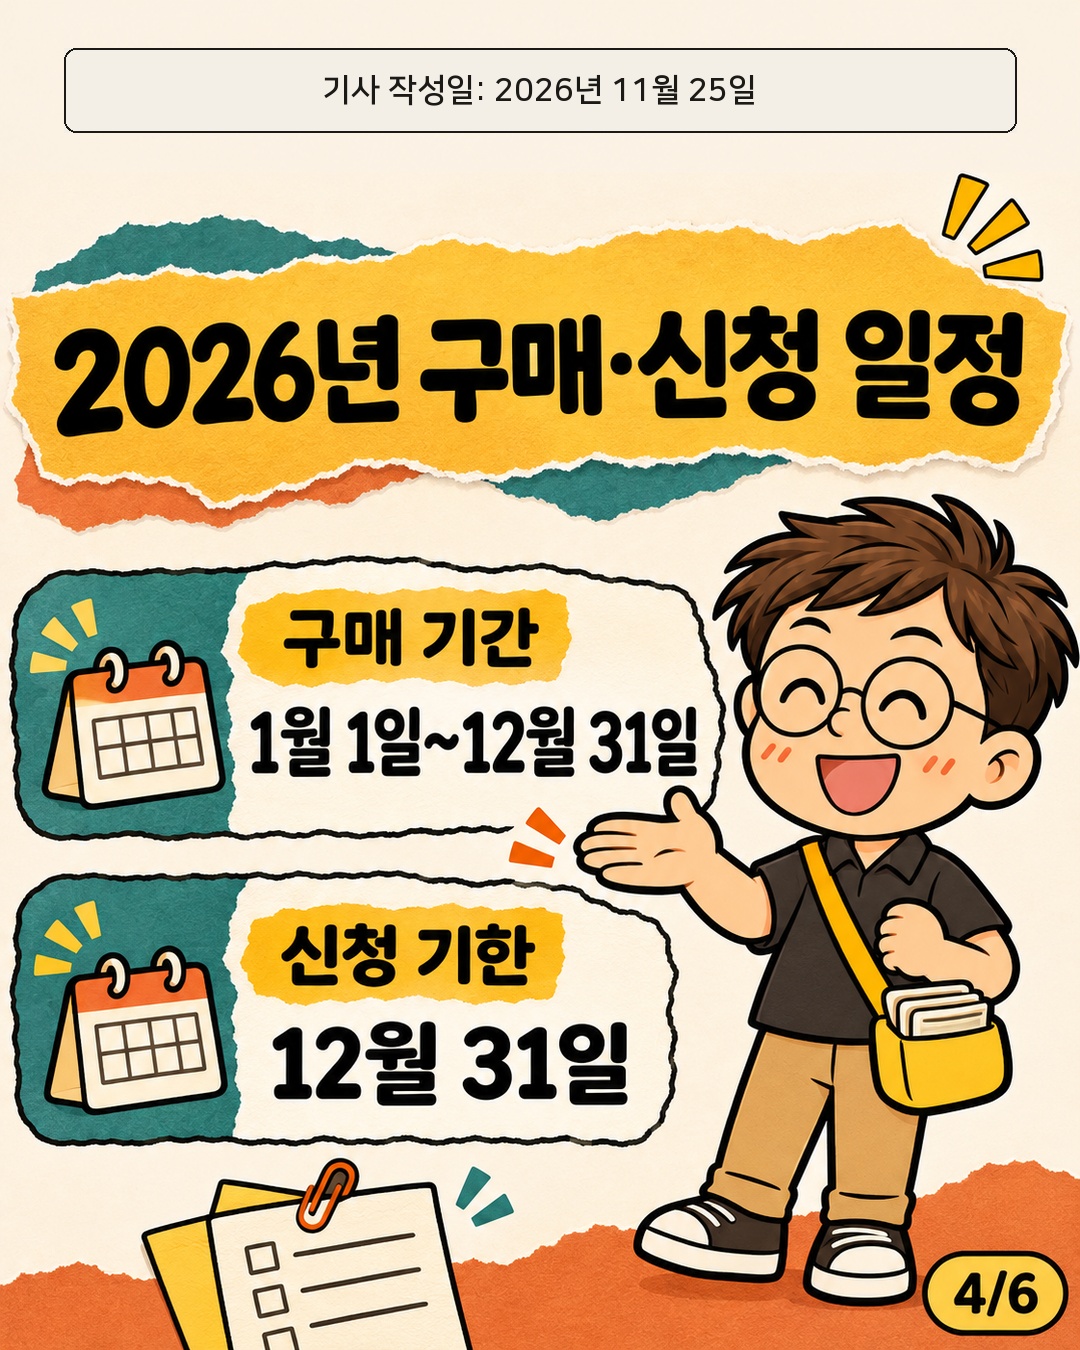 기사 작성일: 2026년 11월 25일
2026년 구매·신청 일정
구매 기간
1월 1일~12월 31일
신청 기한
12월 31일
4/6